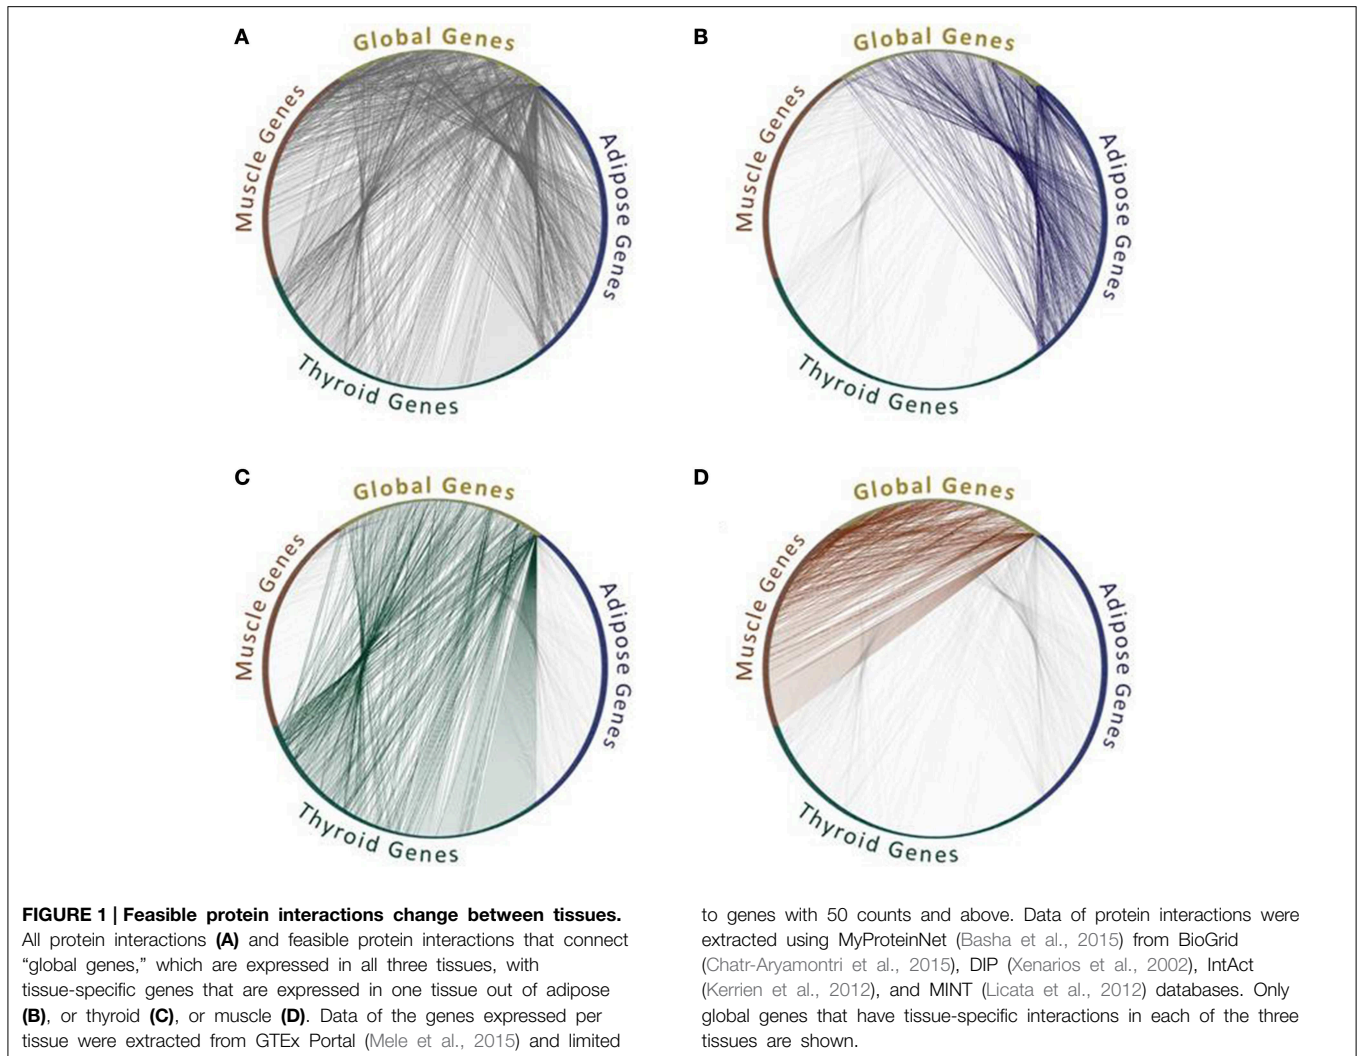 A
Global Genes
Muscle Genes
Adipose Genes
Thyroid Genes
B
Global Genes
Muscle Genes
Adipose Genes
Thyroid Genes
C
Global Genes
Muscle Genes
Adipose Genes
Thyroid Genes
D
Global Genes
Muscle Genes
Adipose Genes
Thyroid Genes
FIGURE 1 | Feasible protein interactions change between tissues.
All protein interactions (A) and feasible protein interactions that connect
“global genes,” which are expressed in all three tissues, with
tissue-specific genes that are expressed in one tissue out of adipose
(B), or thyroid (C), or muscle (D). Data of the genes expressed per
tissue were extracted from GTEx Portal (Mele et al., 2015) and limited
to genes with 50 counts and above. Data of protein interactions were
extracted using MyProteinNet (Basha et al., 2015) from BioGrid
(Chatr-Aryamontri et al., 2015), DIP (Xenarios et al., 2002), IntAct
(Kerrien et al., 2012), and MINT (Licata et al., 2012) databases. Only
global genes that have tissue-specific interactions in each of the three
tissues are shown.